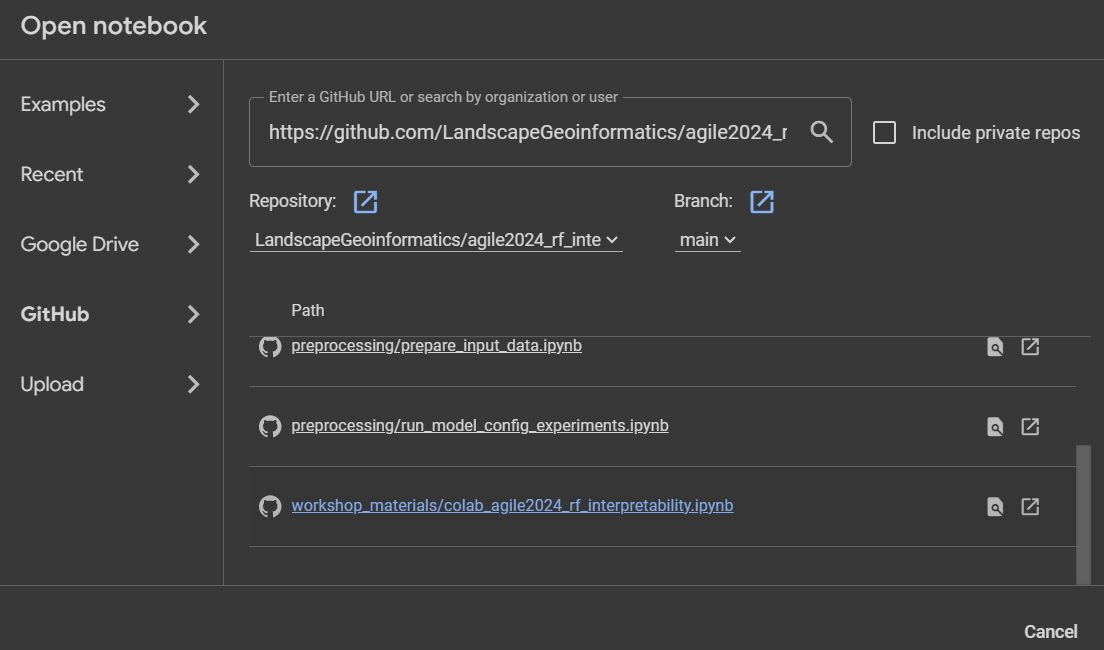 Open notebook
Examples
Recent
Google Drive
GitHub
Upload
Enter a GitHub URL or search by organization or user
https://github.com/LandscapeGeoinformatics/agile2024_r
Include private repos
Repository:
Branch:
LandscapeGeoinformatics/agile2024_rf_inte
main
Path
preprocessing/prepare_input_data.ipynb
preprocessing/run_model_config_experiments.ipynb
workshop_materials/colab_agile2024_rf_interpretability.ipynb
Cancel